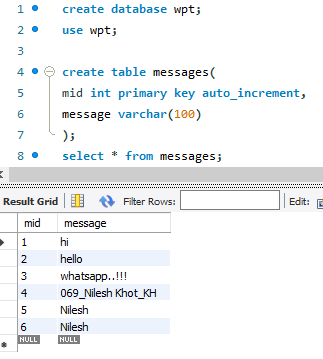 1 create database wpt;
2 use wpt;
3
4 create table messages(
5 mid int primary key auto_increment,
6 message varchar(100)
7 );
8 select * from messages;
Result Grid Filter Rows: Edit:
mid message
1 hi
2 hello
3 whatsapp..!!!
4 069_Nilesh Khot_KH
5 Nilesh
6 Nilesh
NULL NULL